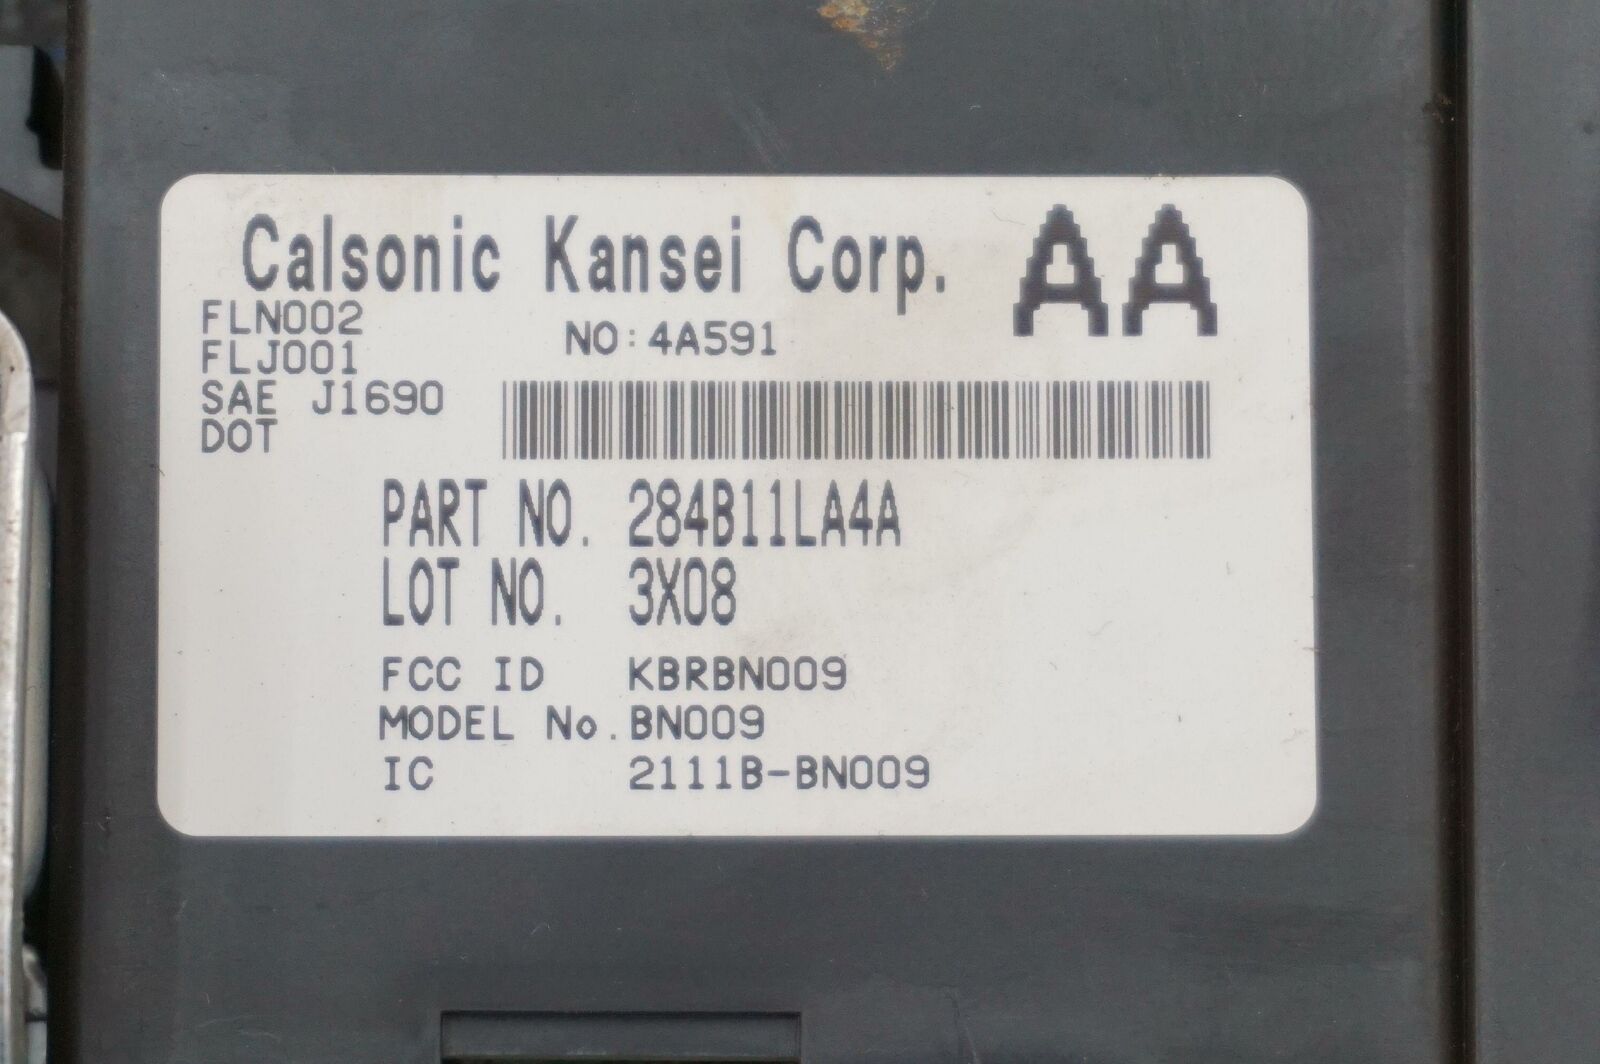 Calsonic Kansei Corp. AA
FLN002
NO:4A591
FLJ001
SAE J1690
DOT
PART NO. 284B11LA4A
LOT NO. 3X08
FCC ID KBRBN009
MODEL No. BN009
IC 2111B-BN009